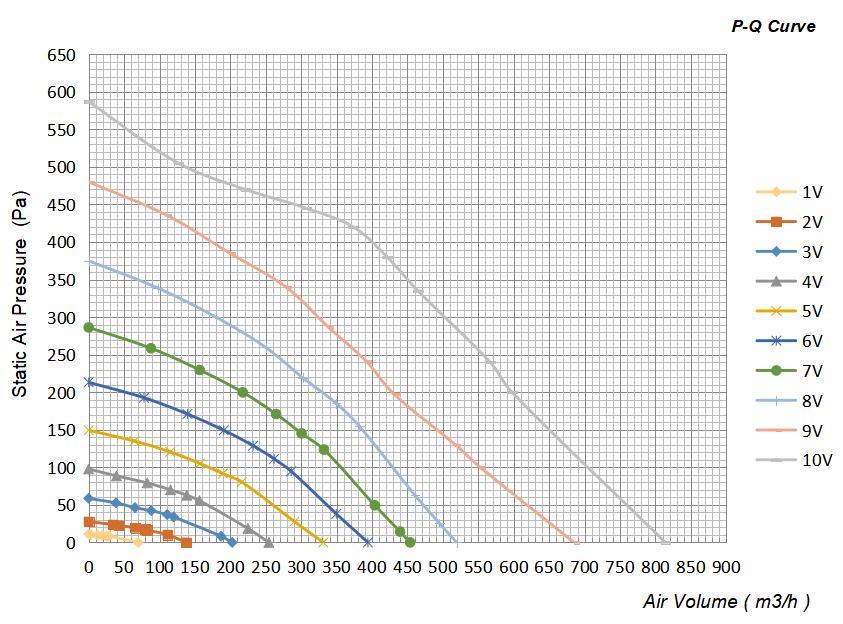 P-Q Curve
650
600
550
500
450
400
350
300
250
200
150
100
50
0
Static Air Pressure (Pa)
0 50 100 150 200 250 300 350 400 450 500 550 600 650 700 750 800 850 900
Air Volume ( m3/h )
1V
2V
3V
4V
5V
6V
7V
8V
9V
10V